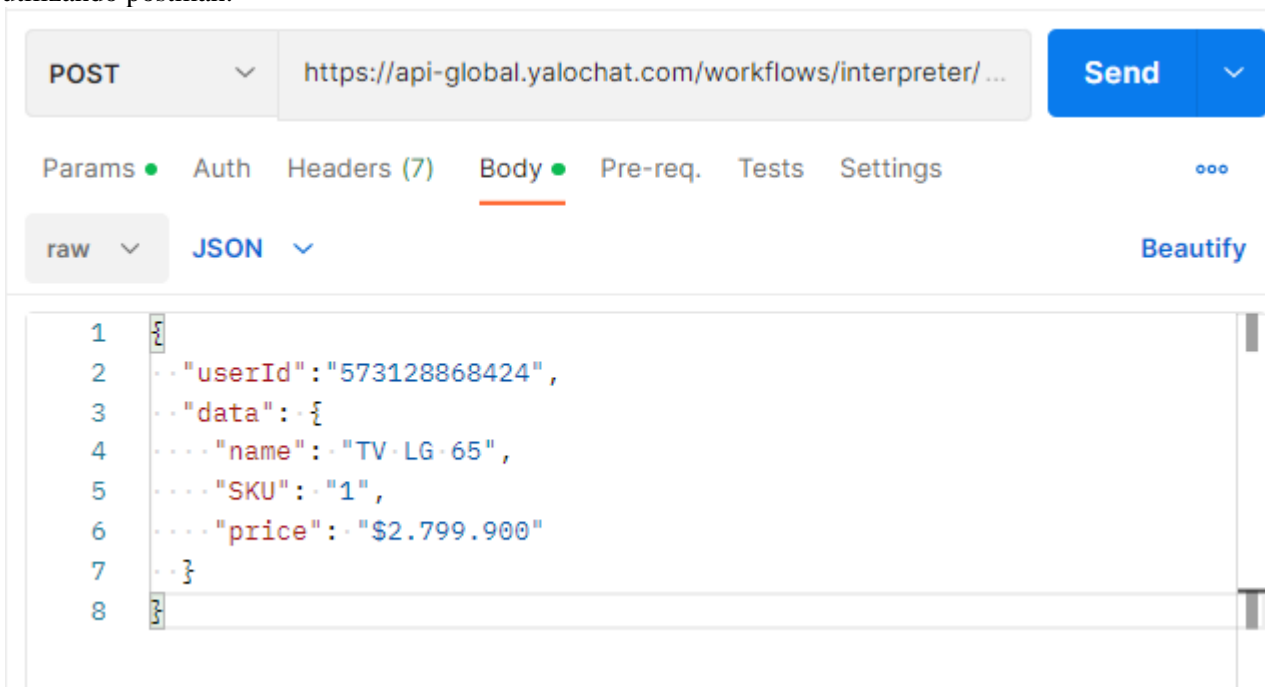 utilizando postman.
POST https://api-global.yalochat.com/workflows/interpreter/ ... Send
Params Auth Headers (7) Body Pre-req. Tests Settings
raw JSON Beautify
1 {
2 "userId":"573128868424",
3 "data": {
4 "name": "TV LG 65",
5 "SKU": "1",
6 "price": "$2.799.900"
7 }
8 }